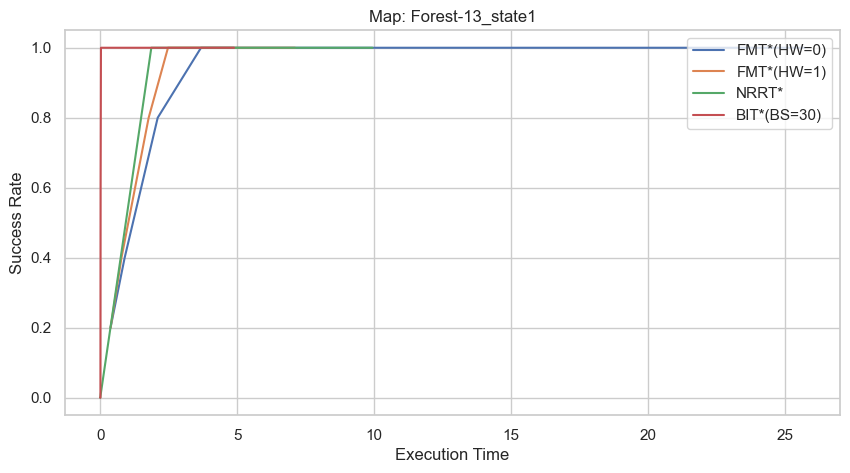 Map: Forest-13_state1
FMT*(HW=0)
FMT*(HW=1)
NRRT*
BIT*(BS=30)
Success Rate
1.0
0.8
0.6
0.4
0.2
0.0
0 5 10 15 20 25
Execution Time